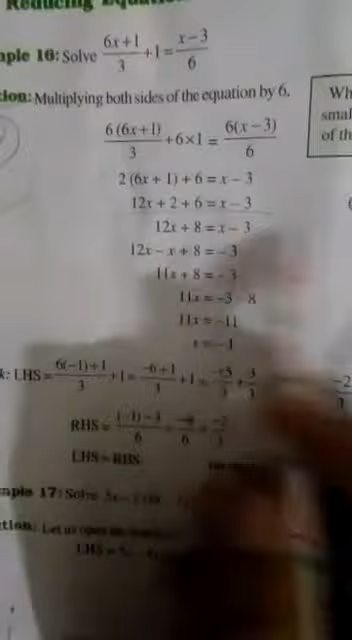 Reducing Equation
mple 16: Solve (6x+1)/3 + 1 = (x−3)/6
tion: Multiplying both sides of the equation by 6,
Wh
smal
of th
6(6x+1)/3 + 6×1 = 6(x−3)/6
2(6x + 1) + 6 = x − 3
12x + 2 + 6 = x − 3
12x + 8 = x − 3
12x − x + 8 = − 3
11x + 8 = − 3
11x = −3 8
11x = −11
x = −1
k: LHS = (6(−1)+1)/3 + 1 = (−6+1)/3 + 1 = −5/3 + 3/3
−2/3
RHS = ((−1)−3)/6 = −4/6 = −2/3
LHS = RHS
mple 17: Solve
tion: Let us open the
LHS =